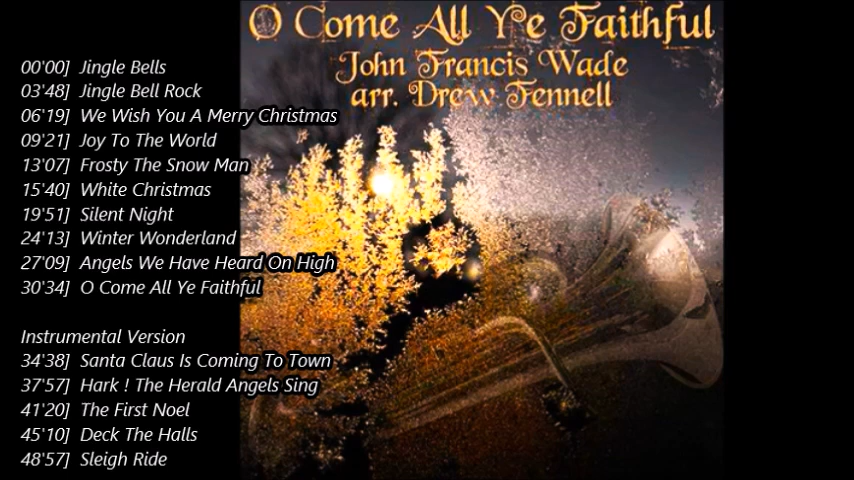 O Come All Ye Faithful
John Francis Wade
arr. Drew Fennell
00'00] Jingle Bells
03'48] Jingle Bell Rock
06'19] We Wish You A Merry Christmas
09'21] Joy To The World
13'07] Frosty The Snow Man
15'40] White Christmas
19'51] Silent Night
24'13] Winter Wonderland
27'09] Angels We Have Heard On High
30'34] O Come All Ye Faithful
Instrumental Version
34'38] Santa Claus Is Coming To Town
37'57] Hark ! The Herald Angels Sing
41'20] The First Noel
45'10] Deck The Halls
48'57] Sleigh Ride